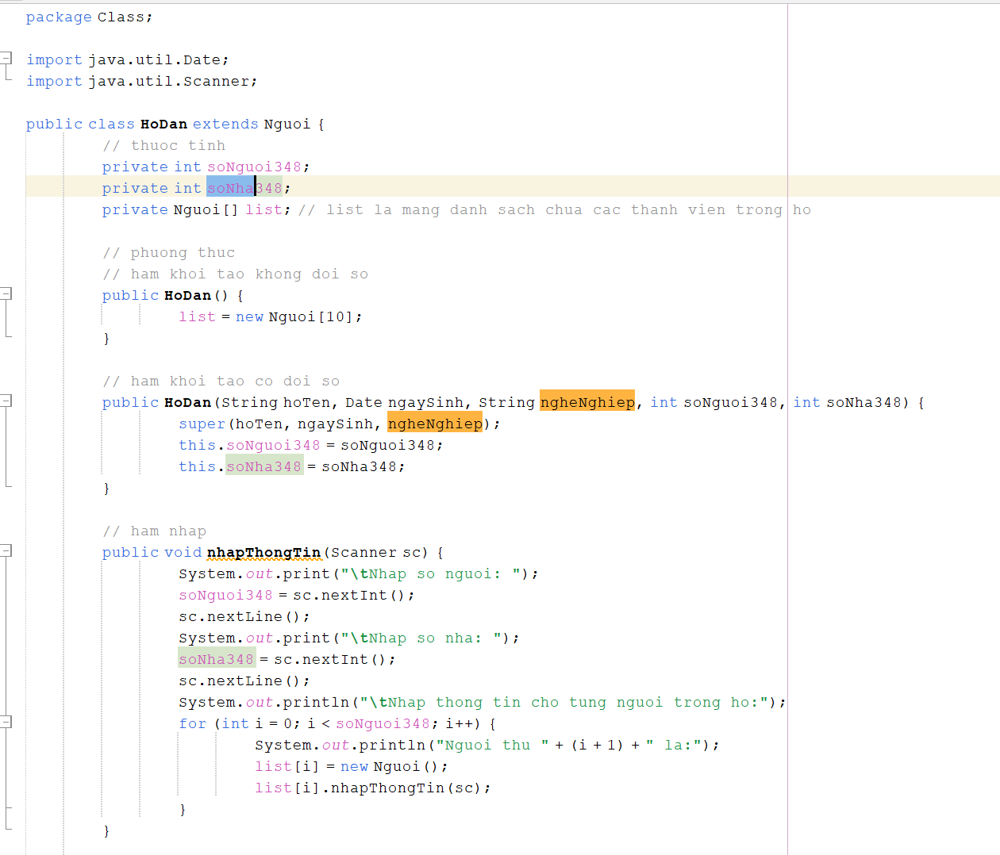 package Class;
import java.util.Date;
import java.util.Scanner;
public class HoDan extends Nguoi {
// thuoc tinh
private int soNguoi348;
private int soNha348;
private Nguoi[] list; // list la mang danh sach chua cac thanh vien trong ho
// phuong thuc
// ham khoi tao khong doi so
public HoDan() {
list = new Nguoi[10];
}
// ham khoi tao co doi so
public HoDan(String hoTen, Date ngaySinh, String ngheNghiep, int soNguoi348, int soNha348) {
super(hoTen, ngaySinh, ngheNghiep);
this.soNguoi348 = soNguoi348;
this.soNha348 = soNha348;
}
// ham nhap
public void nhapThongTin(Scanner sc) {
System.out.print("\tNhap so nguoi: ");
soNguoi348 = sc.nextInt();
sc.nextLine();
System.out.print("\tNhap so nha: ");
soNha348 = sc.nextInt();
sc.nextLine();
System.out.println("\tNhap thong tin cho tung nguoi trong ho:");
for (int i = 0; i < soNguoi348; i++) {
System.out.println("Nguoi thu " + (i + 1) + " la:");
list[i] = new Nguoi();
list[i].nhapThongTin(sc);
}
}